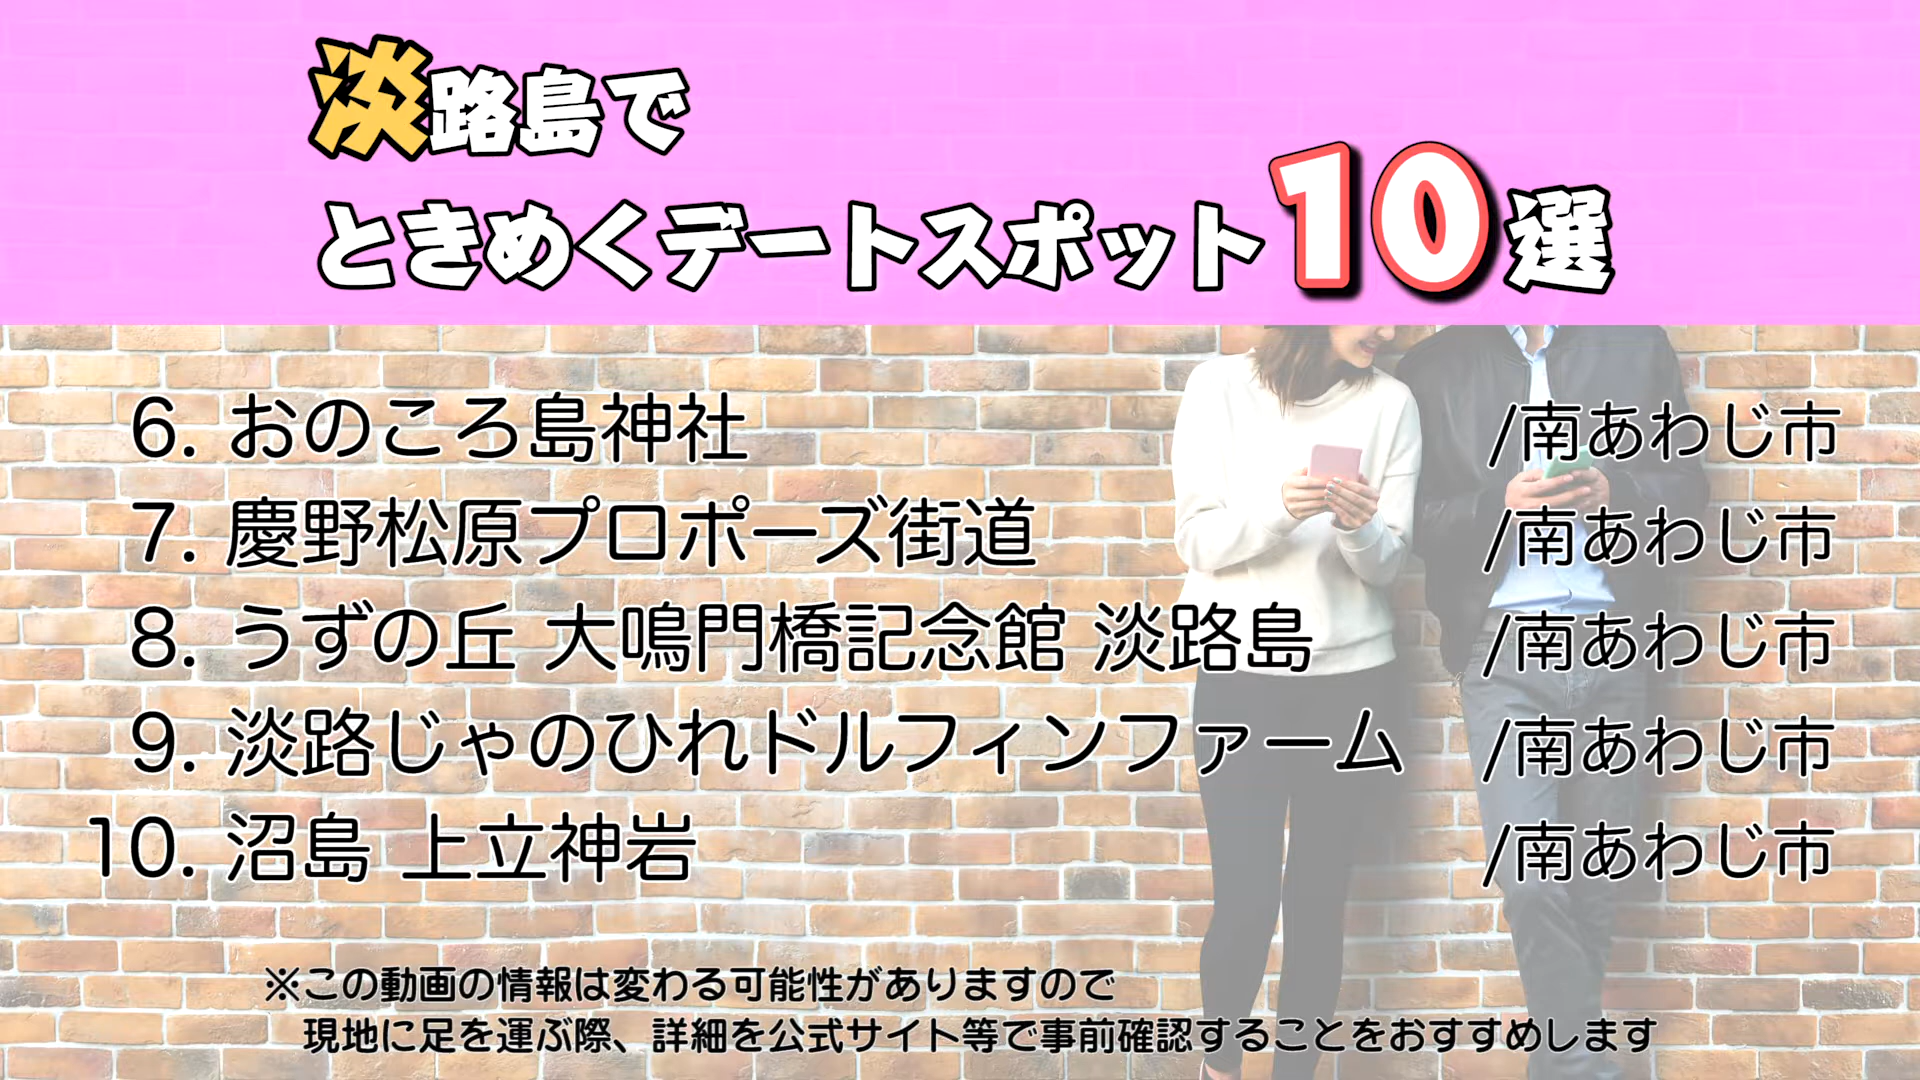 淡路島で
ときめくデートスポット10選
6. おのころ島神社 /南あわじ市
7. 慶野松原プロポーズ街道 /南あわじ市
8. うずの丘 大鳴門橋記念館 淡路島 /南あわじ市
9. 淡路じゃのひれドルフィンファーム /南あわじ市
10. 沼島 上立神岩 /南あわじ市
※この動画の情報は変わる可能性がありますので
現地に足を運ぶ際、詳細を公式サイト等で事前確認することをおすすめします